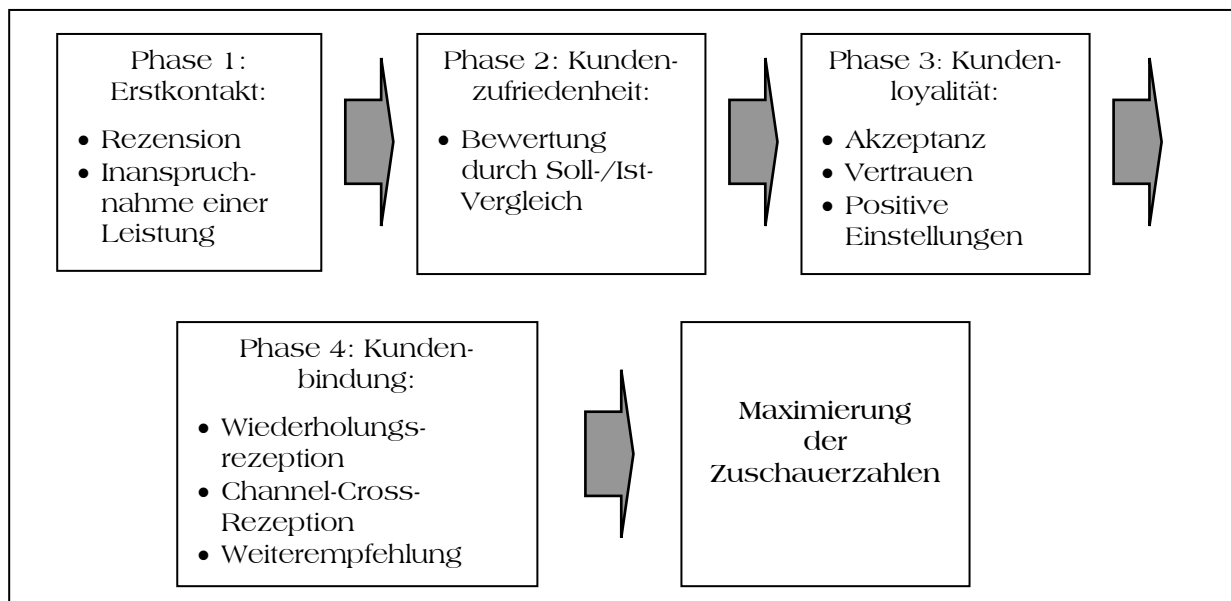 Phase 1:
Erstkontakt:
• Rezension
• Inanspruch-
nahme einer
Leistung
Phase 2: Kunden-
zufriedenheit:
• Bewertung
durch Soll-/Ist-
Vergleich
Phase 3: Kunden-
loyalität:
• Akzeptanz
• Vertrauen
• Positive
Einstellungen
Phase 4: Kunden-
bindung:
• Wiederholungs-
rezeption
• Channel-Cross-
Rezeption
• Weiterempfehlung
Maximierung
der
Zuschauerzahlen